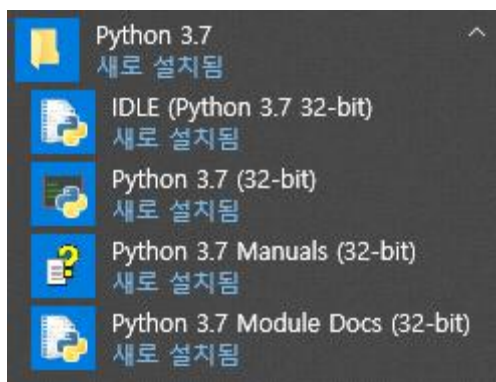 Python 3.7
새로 설치됨
IDLE (Python 3.7 32-bit)
새로 설치됨
Python 3.7 (32-bit)
새로 설치됨
Python 3.7 Manuals (32-bit)
새로 설치됨
Python 3.7 Module Docs (32-bit)
새로 설치됨